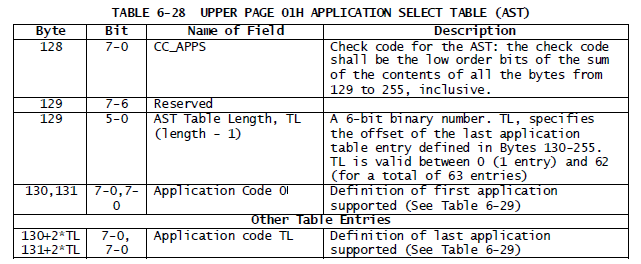 TABLE 6-28 UPPER PAGE 01H APPLICATION SELECT TABLE (AST)
Byte Bit Name of Field Description
128 7-0 CC_APPS Check code for the AST: the check code
shall be the low order bits of the sum
of the contents of all the bytes from
129 to 255, inclusive.
129 7-6 Reserved
129 5-0 AST Table Length, TL A 6-bit binary number. TL, specifies
(length - 1) the offset of the last application
table entry defined in Bytes 130-255.
TL is valid between 0 (1 entry) and 62
(for a total of 63 entries)
130,131 7-0,7- Application Code 0 Definition of first application
0 supported (See Table 6-29)
Other Table Entries
130+2*TL 7-0, Application code TL Definition of last application
131+2*TL 7-0 supported (See Table 6-29)